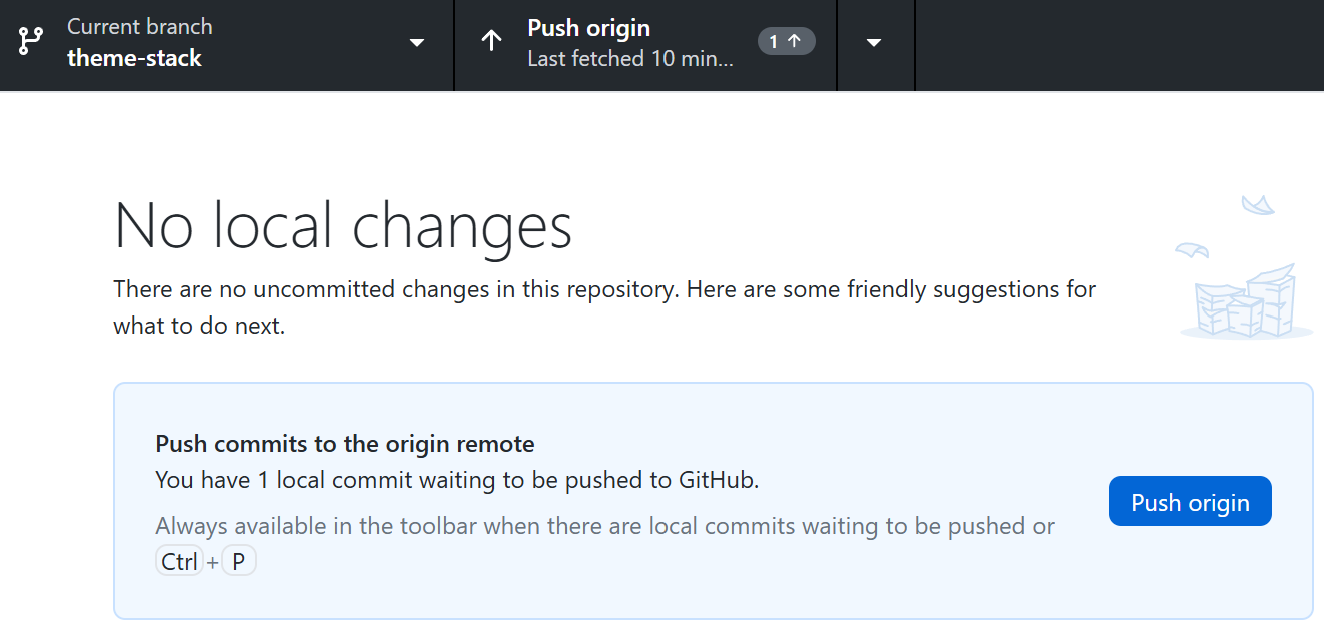 Current branch
theme-stack
Push origin
Last fetched 10 min...
1
No local changes
There are no uncommitted changes in this repository. Here are some friendly suggestions for
what to do next.
Push commits to the origin remote
You have 1 local commit waiting to be pushed to GitHub.
Always available in the toolbar when there are local commits waiting to be pushed or
Ctrl + P
Push origin